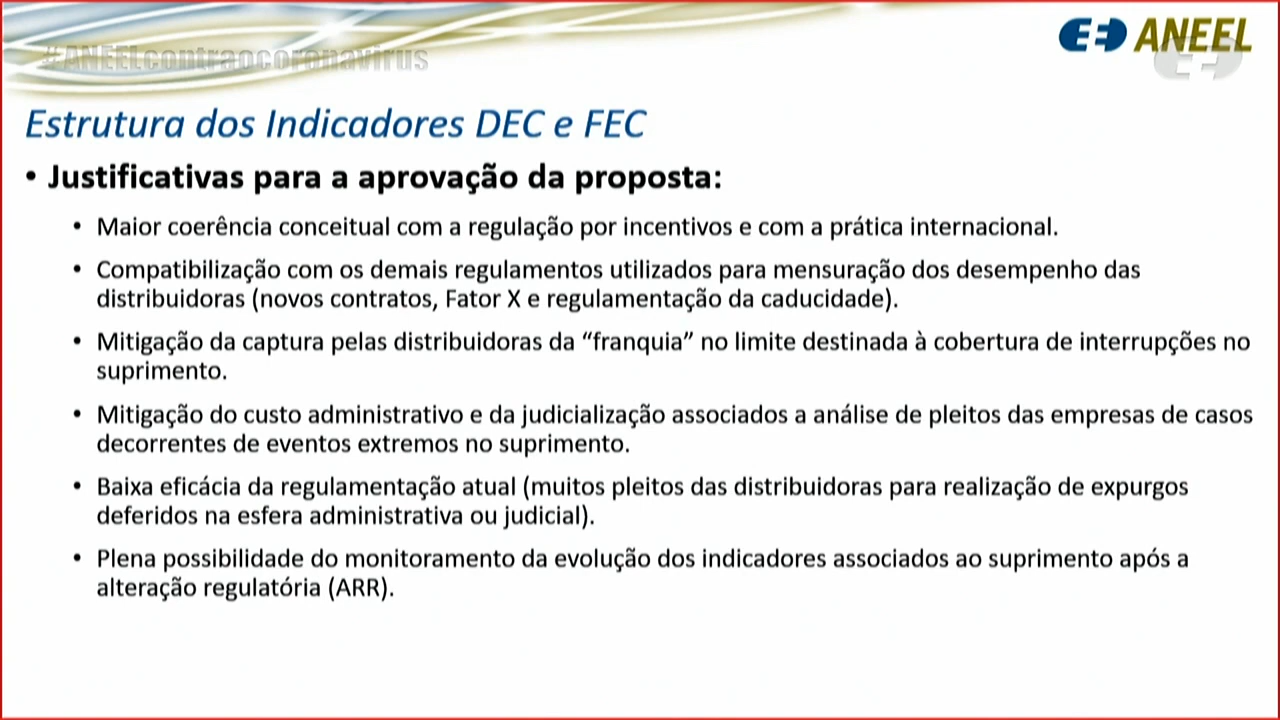 #ANEELcontraocoronavírus
ANEEL
Estrutura dos Indicadores DEC e FEC
• Justificativas para a aprovação da proposta:
• Maior coerência conceitual com a regulação por incentivos e com a prática internacional.
• Compatibilização com os demais regulamentos utilizados para mensuração dos desempenho das
distribuidoras (novos contratos, Fator X e regulamentação da caducidade).
• Mitigação da captura pelas distribuidoras da “franquia” no limite destinada à cobertura de interrupções no
suprimento.
• Mitigação do custo administrativo e da judicialização associados a análise de pleitos das empresas de casos
decorrentes de eventos extremos no suprimento.
• Baixa eficácia da regulamentação atual (muitos pleitos das distribuidoras para realização de expurgos
deferidos na esfera administrativa ou judicial).
• Plena possibilidade do monitoramento da evolução dos indicadores associados ao suprimento após a
alteração regulatória (ARR).